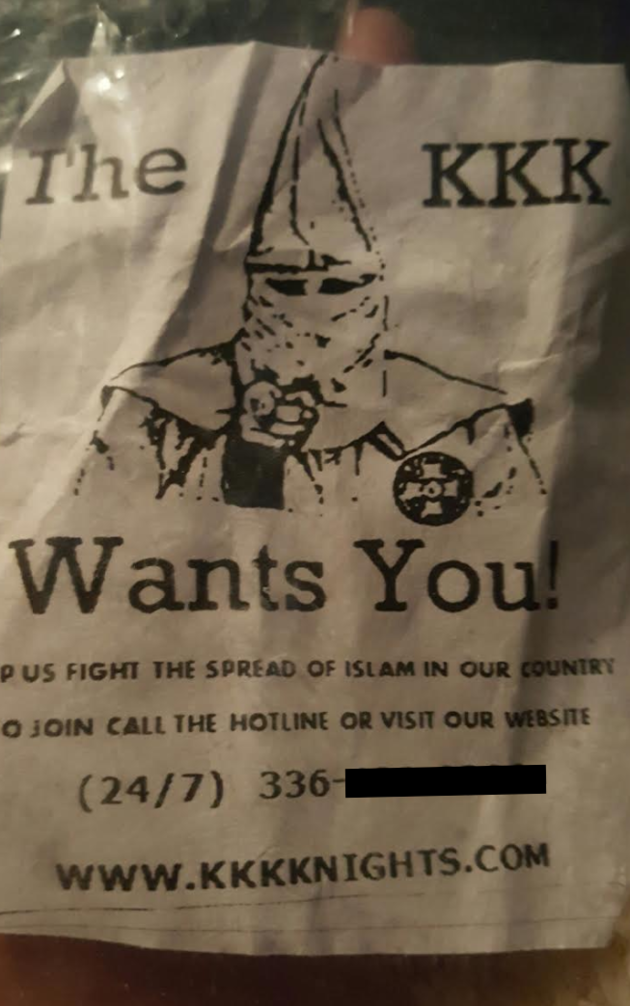 The KKK
Wants You!
P US FIGHT THE SPREAD OF ISLAM IN OUR COUNTRY
O JOIN CALL THE HOTLINE OR VISIT OUR WEBSITE
(24/7) 336-
WWW.KKKKNIGHTS.COM